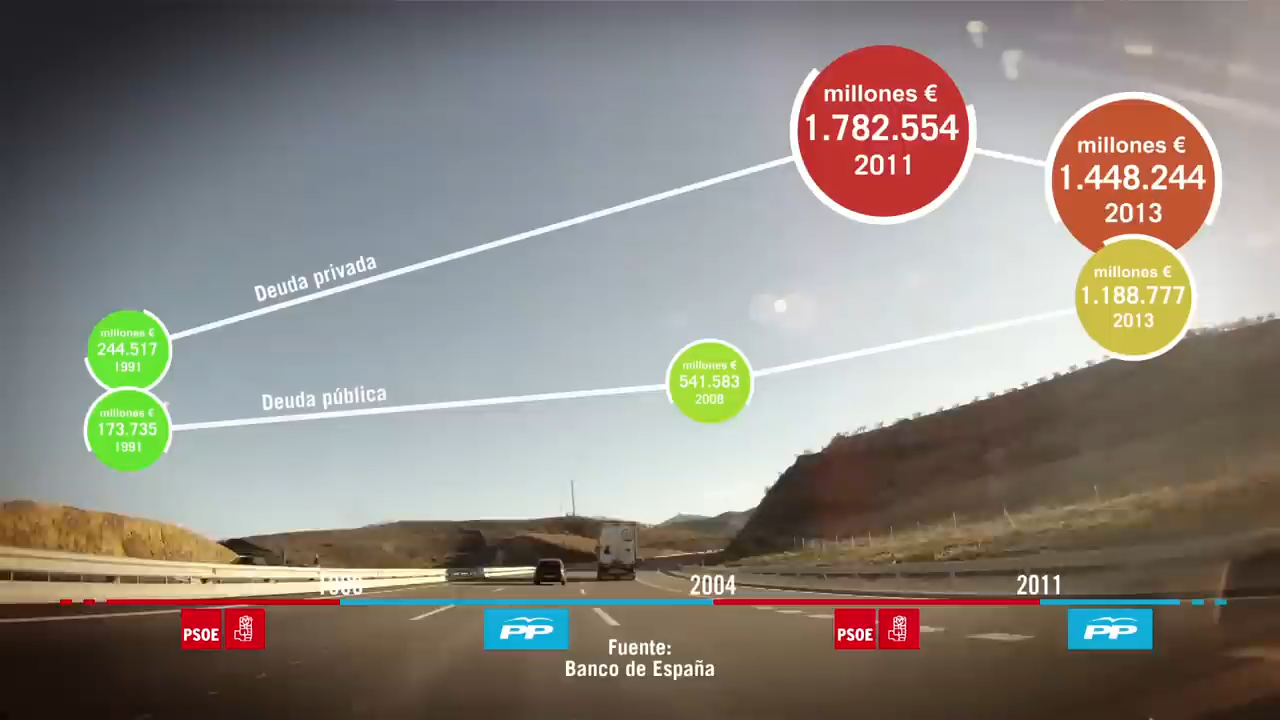 millones €
1.782.554
2011
millones €
1.448.244
2013
Deuda privada
millones €
1.188.777
2013
millones €
244.517
1991
millones €
541.583
2008
Deuda pública
millones €
173.735
1991
2004
2011
PSOE
PP
PSOE
PP
Fuente:
Banco de España